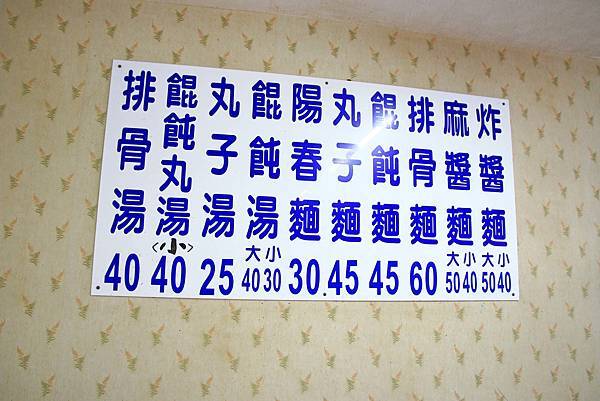 炸醬麵 大50 小40
麻醬麵 大50 小40
排骨麵 60
餛飩麵 45
丸子麵 45
陽春麵 30
餛飩湯 大40 小30
丸子湯 25
餛飩丸湯 <小> 40
排骨湯 40